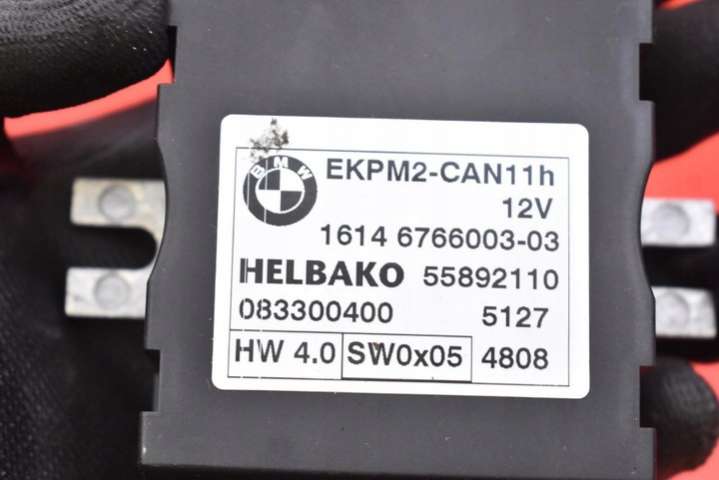 BMW
EKPM2-CAN11h
12V
1614 6766003-03
HELBAKO 55892110
083300400 5127
HW 4.0 SW0x05 4808